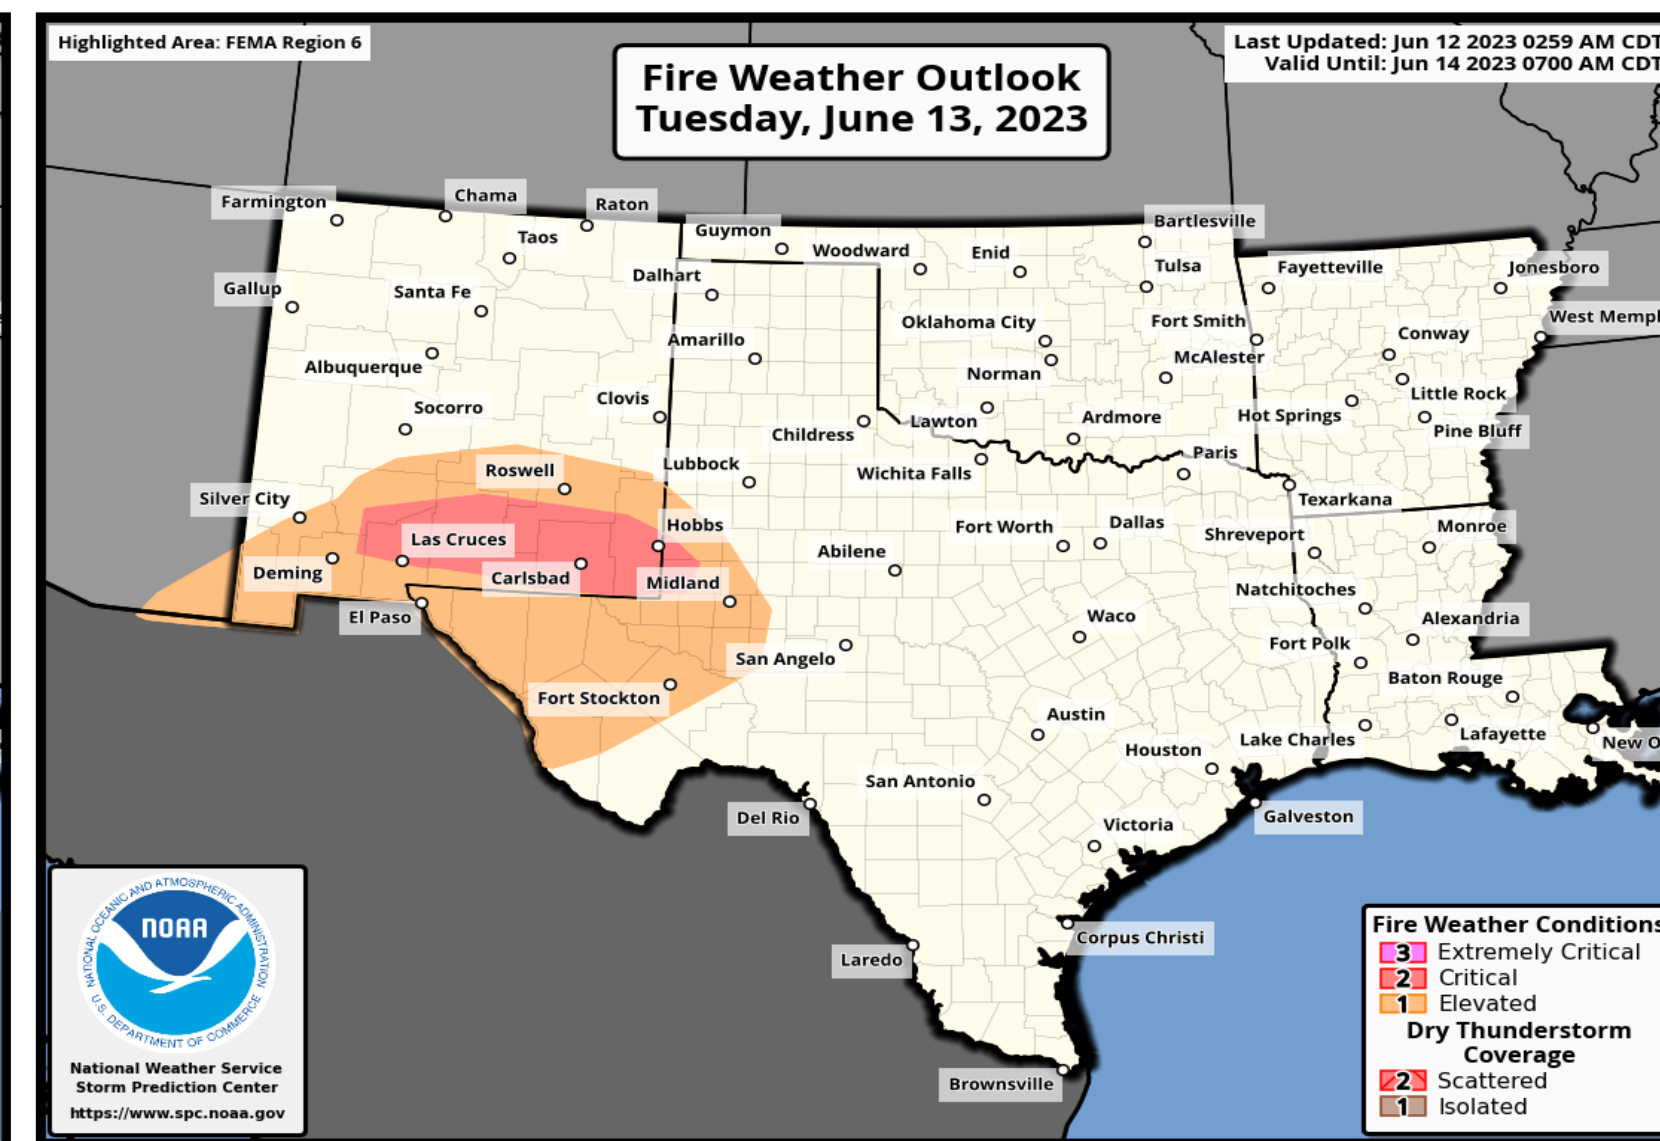 Highlighted Area: FEMA Region 6
Fire Weather Outlook
Tuesday, June 13, 2023
Last Updated: Jun 12 2023 0259 AM CDT
Valid Until: Jun 14 2023 0700 AM CDT
Farmington
Chama
Raton
Taos
Guymon
Woodward
Enid
Bartlesville
Tulsa
Fayetteville
Jonesboro
Gallup
Santa Fe
Dalhart
Oklahoma City
Fort Smith
West Memp
Amarillo
Conway
Albuquerque
Norman
McAlester
Socorro
Clovis
Little Rock
Childress
Lawton
Ardmore
Hot Springs
Pine Bluff
Roswell
Lubbock
Wichita Falls
Paris
Silver City
Texarkana
Las Cruces
Hobbs
Fort Worth
Dallas
Shreveport
Monroe
Abilene
Deming
Carlsbad
Midland
Natchitoches
El Paso
Waco
Alexandria
San Angelo
Fort Polk
Fort Stockton
Baton Rouge
Austin
Houston
Lake Charles
Lafayette
New O
San Antonio
Del Rio
Victoria
Galveston
Corpus Christi
Laredo
Brownsville
NATIONAL OCEANIC AND ATMOSPHERIC ADMINISTRATION
NOAA
U.S. DEPARTMENT OF COMMERCE
National Weather Service
Storm Prediction Center
https://www.spc.noaa.gov
Fire Weather Conditions
3 Extremely Critical
2 Critical
1 Elevated
Dry Thunderstorm
Coverage
2 Scattered
1 Isolated